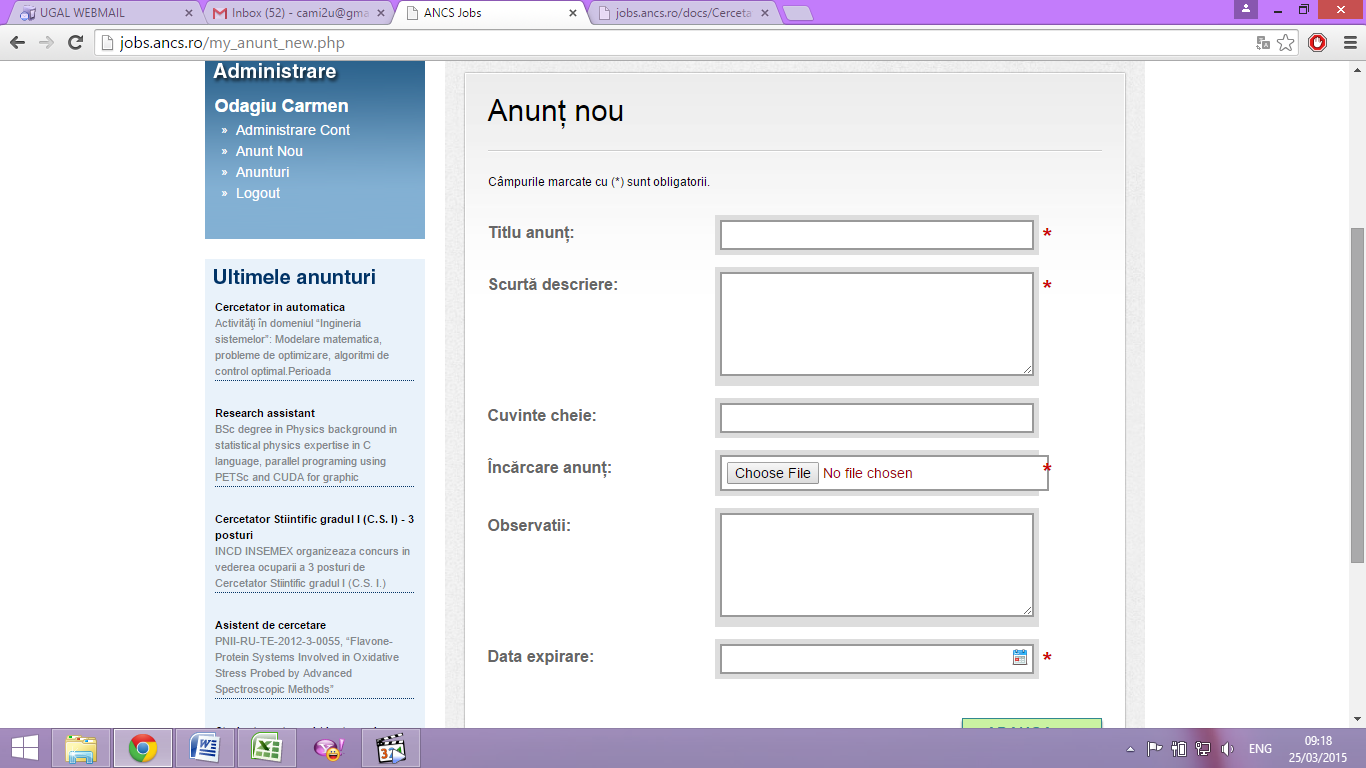 UGAL WEBMAIL
Inbox (52) - cami2u@gma
ANCS Jobs
jobs.ancs.ro/docs/Cerceta
jobs.ancs.ro/my_anunt_new.php
Administrare
Odagiu Carmen
» Administrare Cont
» Anunt Nou
» Anunturi
» Logout
Ultimele anunturi
Cercetator in automatica
Activităţi în domeniul “Ingineria
sistemelor”: Modelare matematica,
probleme de optimizare, algoritmi de
control optimal.Perioada
Research assistant
BSc degree in Physics background in
statistical physics expertise in C
language, parallel programing using
PETSc and CUDA for graphic
Cercetator Stiintific gradul I (C.S. I) - 3
posturi
INCD INSEMEX organizeaza concurs in
vederea ocuparii a 3 posturi de
Cercetator Stiintific gradul I (C.S. I.)
Asistent de cercetare
PNII-RU-TE-2012-3-0055, “Flavone-
Protein Systems Involved in Oxidative
Stress Probed by Advanced
Spectroscopic Methods”
Anunț nou
Câmpurile marcate cu (*) sunt obligatorii.
Titlu anunț: *
Scurtă descriere: *
Cuvinte cheie:
Încărcare anunț: Choose File No file chosen *
Observatii:
Data expirare: *
ENG
09:18
25/03/2015